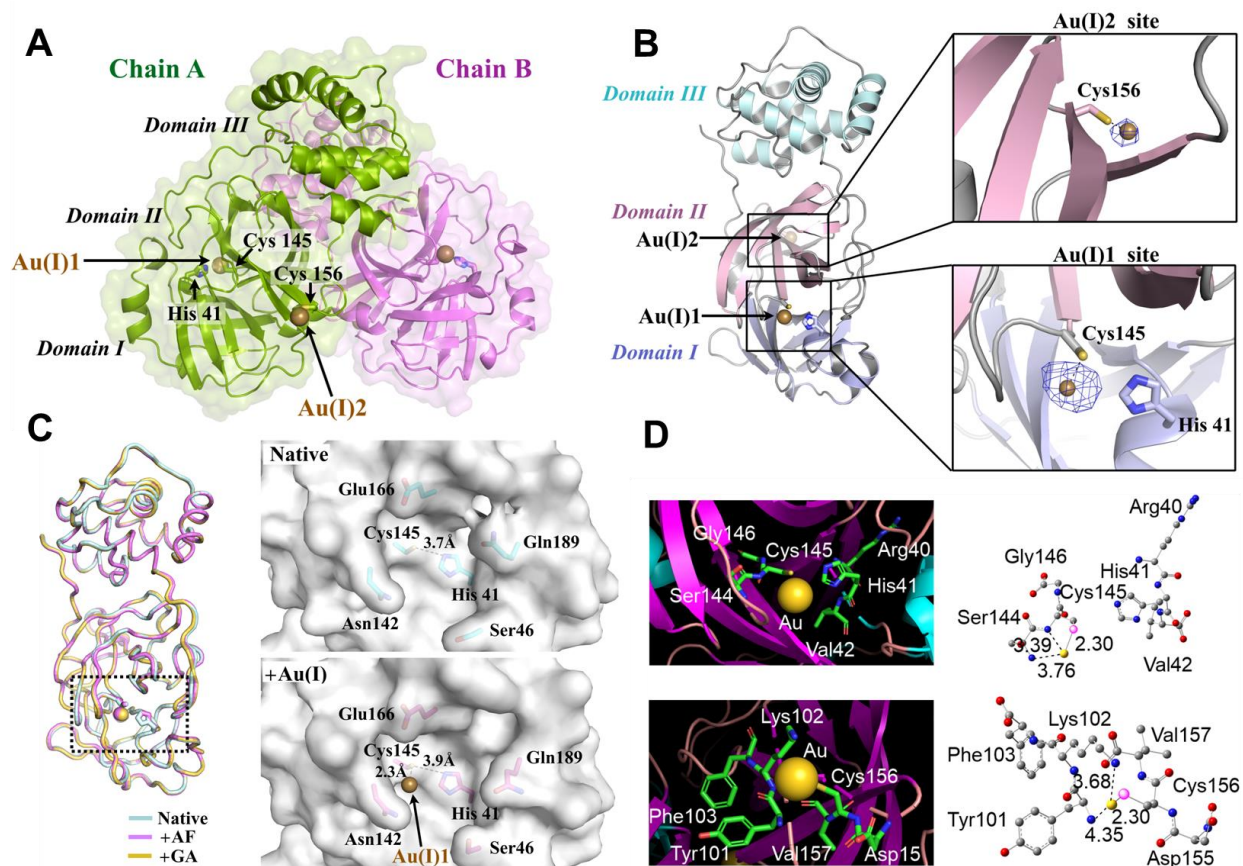 A
Chain A
Chain B
Domain III
Domain II
Cys 145
Au(I)1
Cys 156
His 41
Domain I
Au(I)2
B
Au(I)2 site
Domain III
Cys156
Domain II
Au(I)2
Au(I)1 site
Au(I)1
Cys145
Domain I
His 41
C
Native
Glu166
Cys145
3.7Å
Gln189
His 41
Asn142
Ser46
+Au(I)
Glu166
Cys145
3.9Å
Gln189
2.3Å
His 41
Asn142
Au(I)1
Ser46
Native
+AF
+GA
D
Gly146
Cys145
Arg40
His41
Ser144
Au
Val42
Arg40
Gly146
His41
Cys145
Ser144
2.30
3.76
Val42
Lys102
Au
Cys156
Phe103
Tyr101
Val157
Asp15
Lys102
Val157
Phe103
3.68
Cys156
2.30
Tyr101
4.35
Asp155